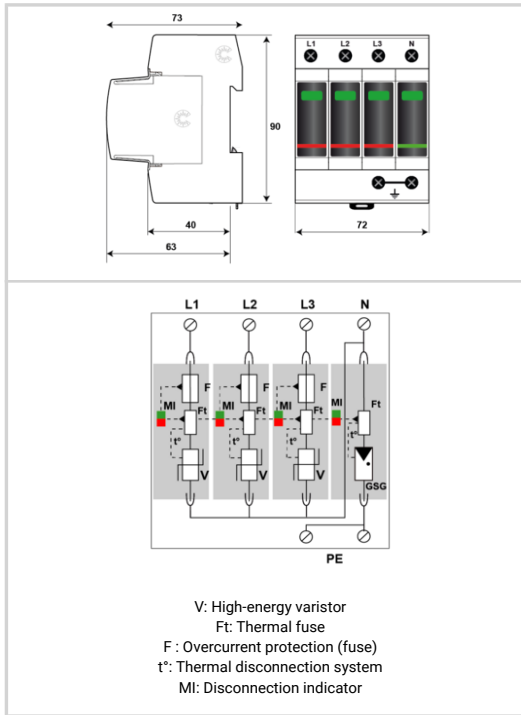 73
L1 L2 L3 N
90
40
63
72
L1 L2 L3 N
F F F
MI Ft MI Ft MI Ft MI Ft
t° t° t° t°
V V V GSG
PE
V: High-energy varistor
Ft: Thermal fuse
F : Overcurrent protection (fuse)
t°: Thermal disconnection system
MI: Disconnection indicator